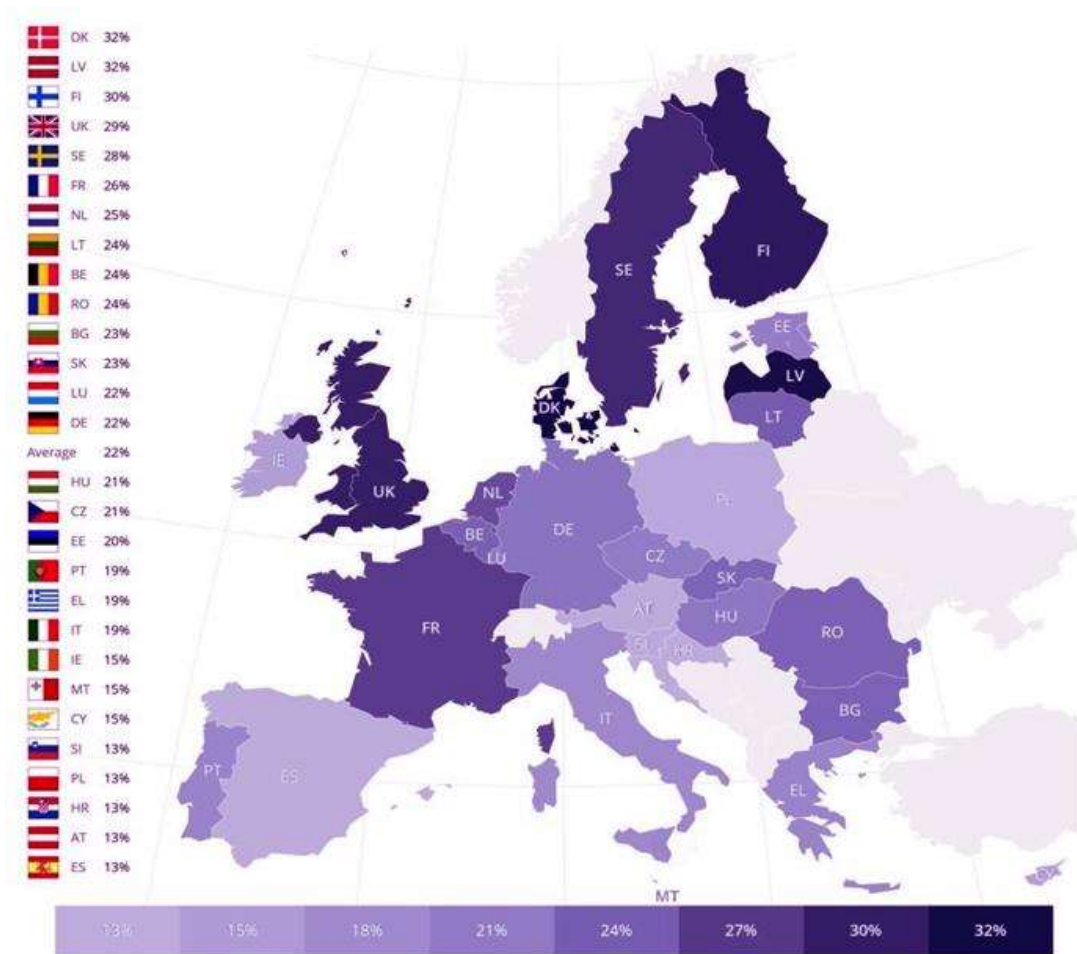 DK 32%
LV 32%
FI 30%
UK 29%
SE 28%
FR 26%
NL 25%
LT 24%
BE 24%
RO 24%
BG 23%
SK 23%
LU 22%
DE 22%
Average 22%
HU 21%
CZ 21%
EE 20%
PT 19%
EL 19%
IT 19%
IE 15%
MT 15%
CY 15%
SI 13%
PL 13%
HR 13%
AT 13%
ES 13%
FI
SE
EE
LV
DK
LT
IE
UK
NL
PL
BE
DE
LU
CZ
SK
AT
HU
FR
SI
HR
RO
BG
IT
PT
ES
EL
CY
MT
13% 15% 18% 21% 24% 27% 30% 32%